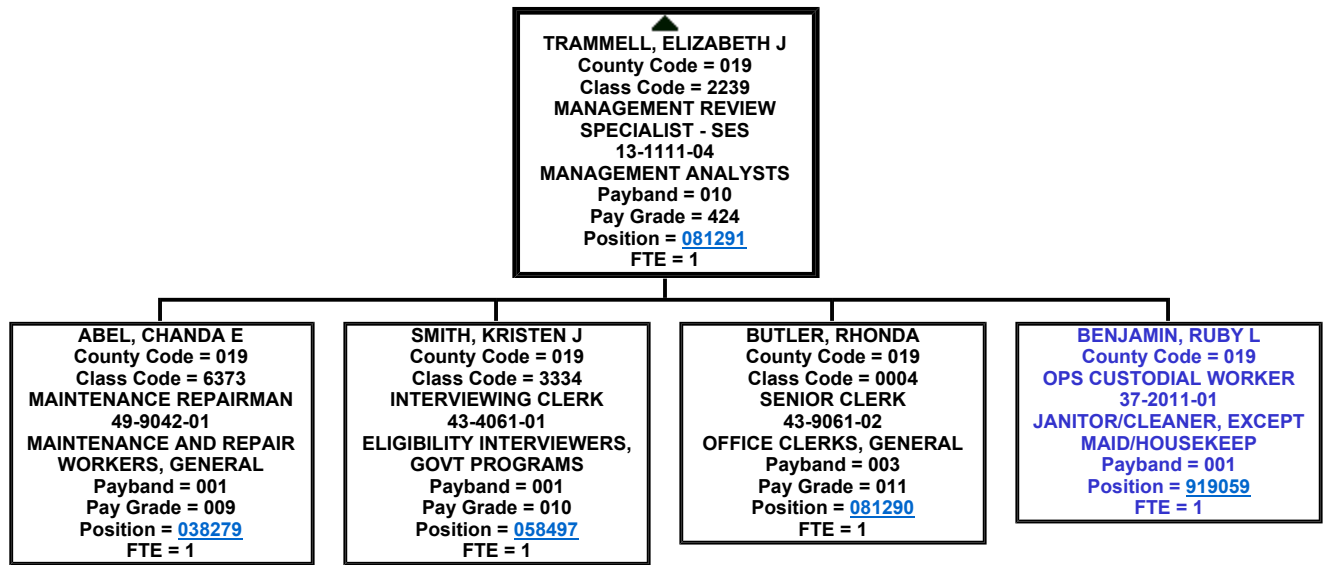 TRAMMELL, ELIZABETH J
County Code = 019
Class Code = 2239
MANAGEMENT REVIEW
SPECIALIST - SES
13-1111-04
MANAGEMENT ANALYSTS
Payband = 010
Pay Grade = 424
Position = 081291
FTE = 1
ABEL, CHANDA E
County Code = 019
Class Code = 6373
MAINTENANCE REPAIRMAN
49-9042-01
MAINTENANCE AND REPAIR
WORKERS, GENERAL
Payband = 001
Pay Grade = 009
Position = 038279
FTE = 1
SMITH, KRISTEN J
County Code = 019
Class Code = 3334
INTERVIEWING CLERK
43-4061-01
ELIGIBILITY INTERVIEWERS,
GOVT PROGRAMS
Payband = 001
Pay Grade = 010
Position = 058497
FTE = 1
BUTLER, RHONDA
County Code = 019
Class Code = 0004
SENIOR CLERK
43-9061-02
OFFICE CLERKS, GENERAL
Payband = 003
Pay Grade = 011
Position = 081290
FTE = 1
BENJAMIN, RUBY L
County Code = 019
OPS CUSTODIAL WORKER
37-2011-01
JANITOR/CLEANER, EXCEPT
MAID/HOUSEKEEP
Payband = 001
Position = 919059
FTE = 1